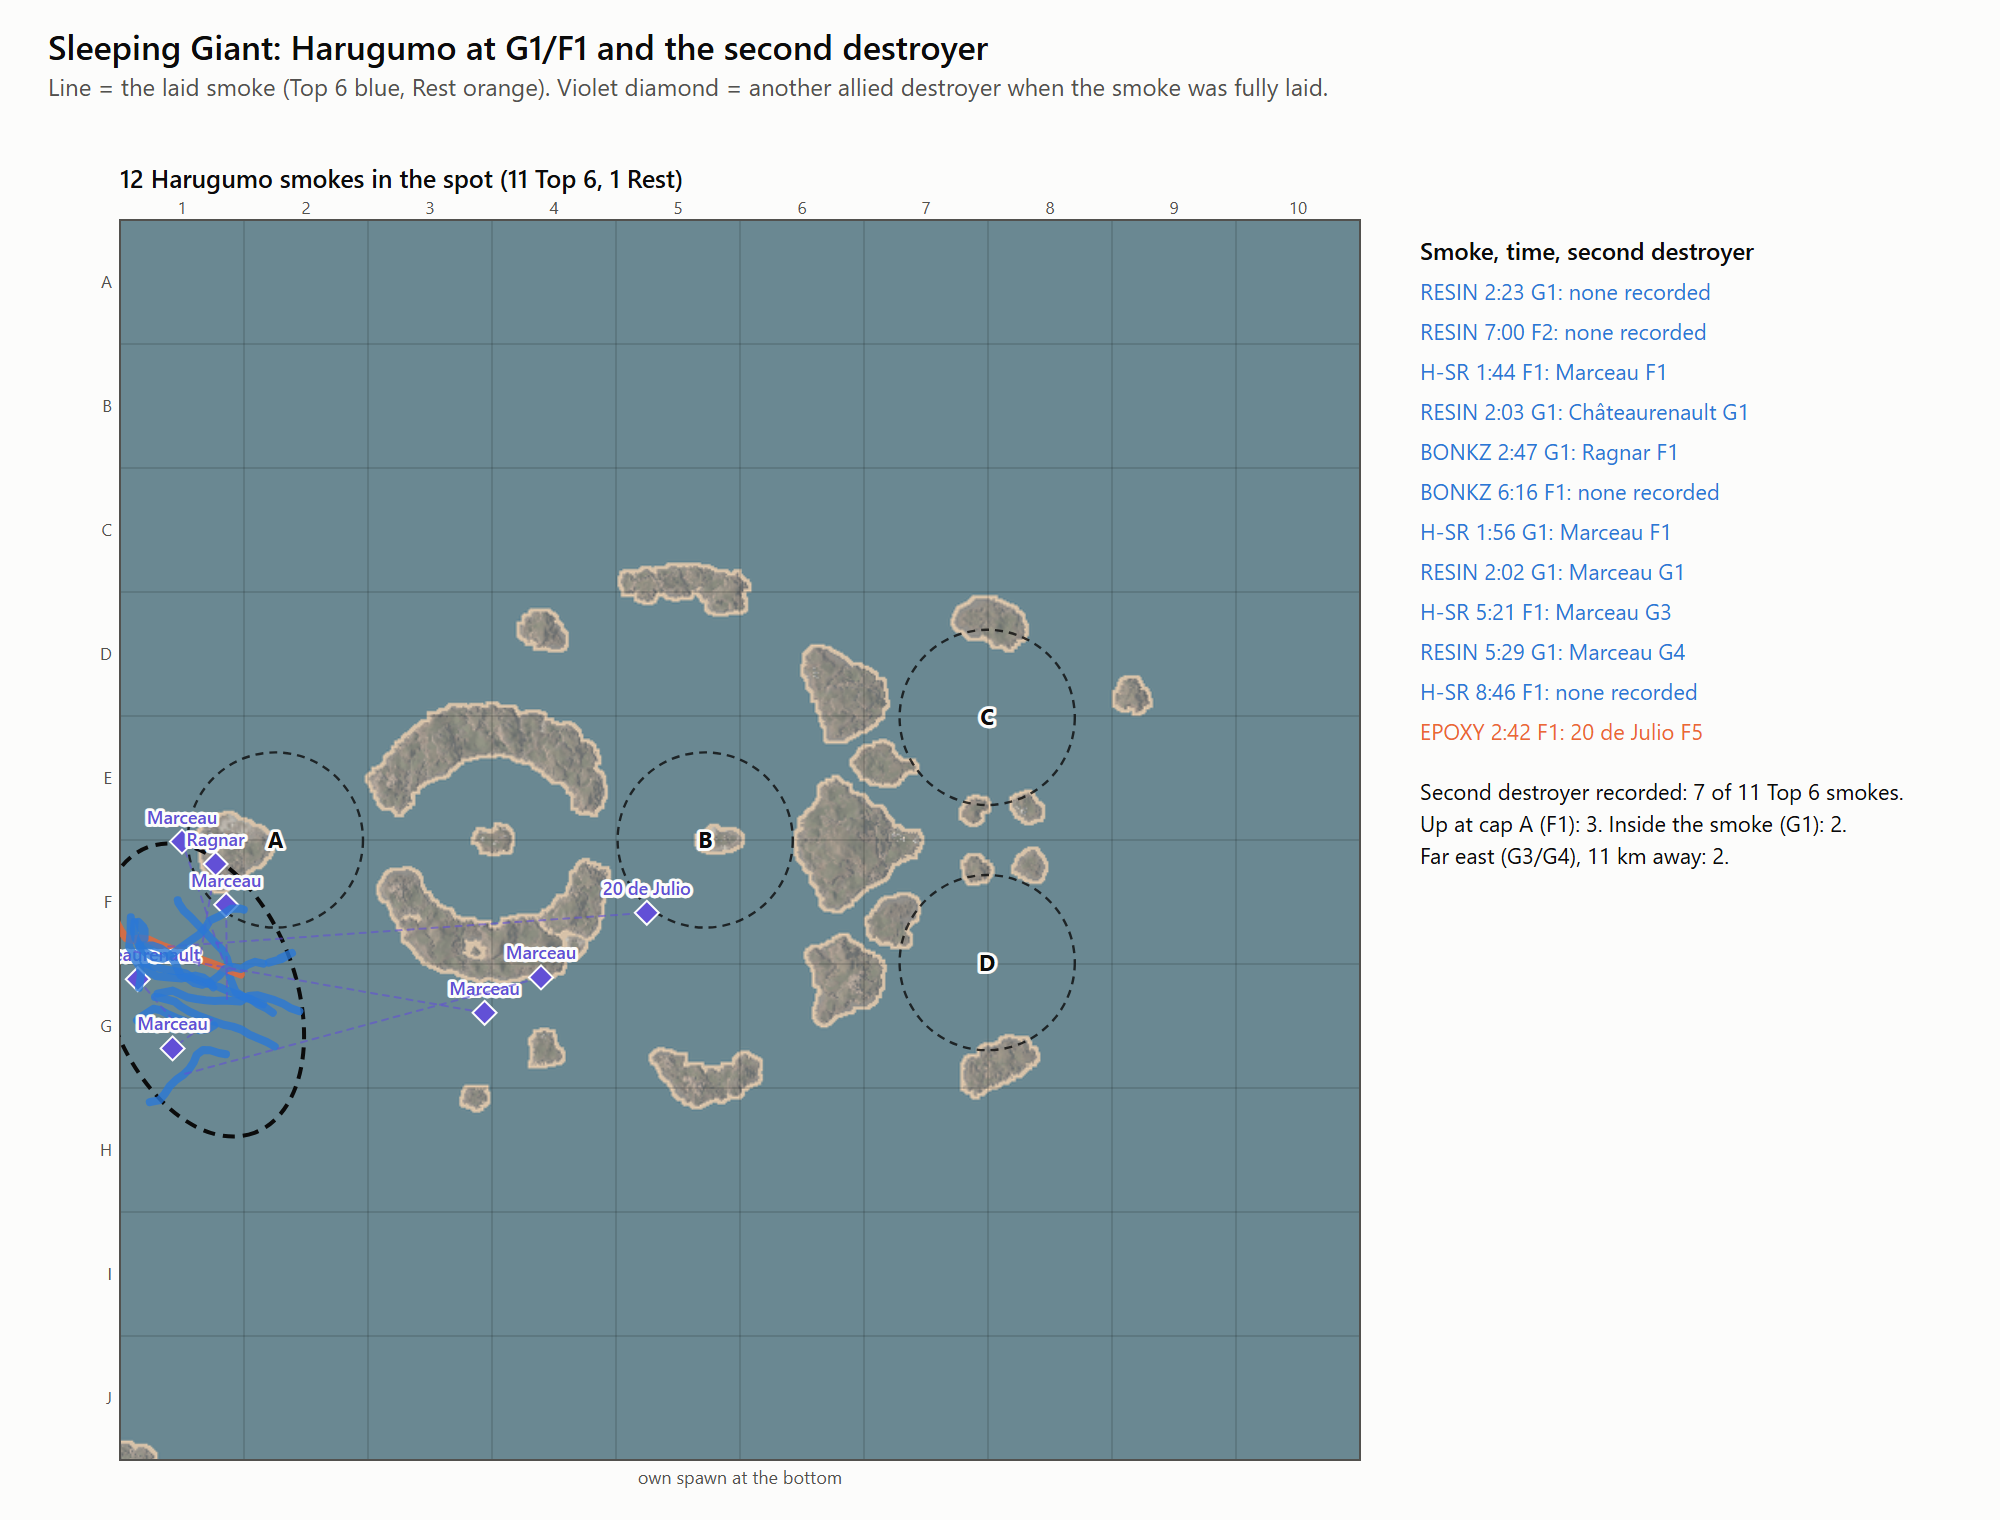 Sleeping Giant: Harugumo at G1/F1 and the second destroyer
Line = the laid smoke (Top 6 blue, Rest orange). Violet diamond = another allied destroyer when the smoke was fully laid.
12 Harugumo smokes in the spot (11 Top 6, 1 Rest)
1 2 3 4 5 6 7 8 9 10
A
B
C
D
E
F
G
H
I
J
C
A
B
D
Marceau
Ragnar
Marceau
20 de Julio
eaurenault
Marceau
Marceau
Marceau
own spawn at the bottom
Smoke, time, second destroyer
RESIN 2:23 G1: none recorded
RESIN 7:00 F2: none recorded
H-SR 1:44 F1: Marceau F1
RESIN 2:03 G1: Châteaurenault G1
BONKZ 2:47 G1: Ragnar F1
BONKZ 6:16 F1: none recorded
H-SR 1:56 G1: Marceau F1
RESIN 2:02 G1: Marceau G1
H-SR 5:21 F1: Marceau G3
RESIN 5:29 G1: Marceau G4
H-SR 8:46 F1: none recorded
EPOXY 2:42 F1: 20 de Julio F5
Second destroyer recorded: 7 of 11 Top 6 smokes.
Up at cap A (F1): 3. Inside the smoke (G1): 2.
Far east (G3/G4), 11 km away: 2.